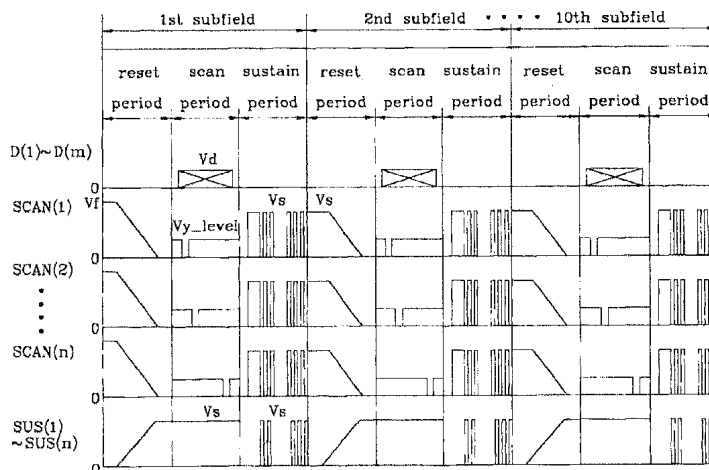 1st subfield 2nd subfield 10th subfield
reset scan sustain reset scan sustain reset scan sustain
period period period period period period period period period
D(1)~D(m) Vd
0
SCAN(1) Vf Vy_level Vs Vs
0
SCAN(2)
0
SCAN(n)
0
SUS(1) Vs Vs
~SUS(n)
0